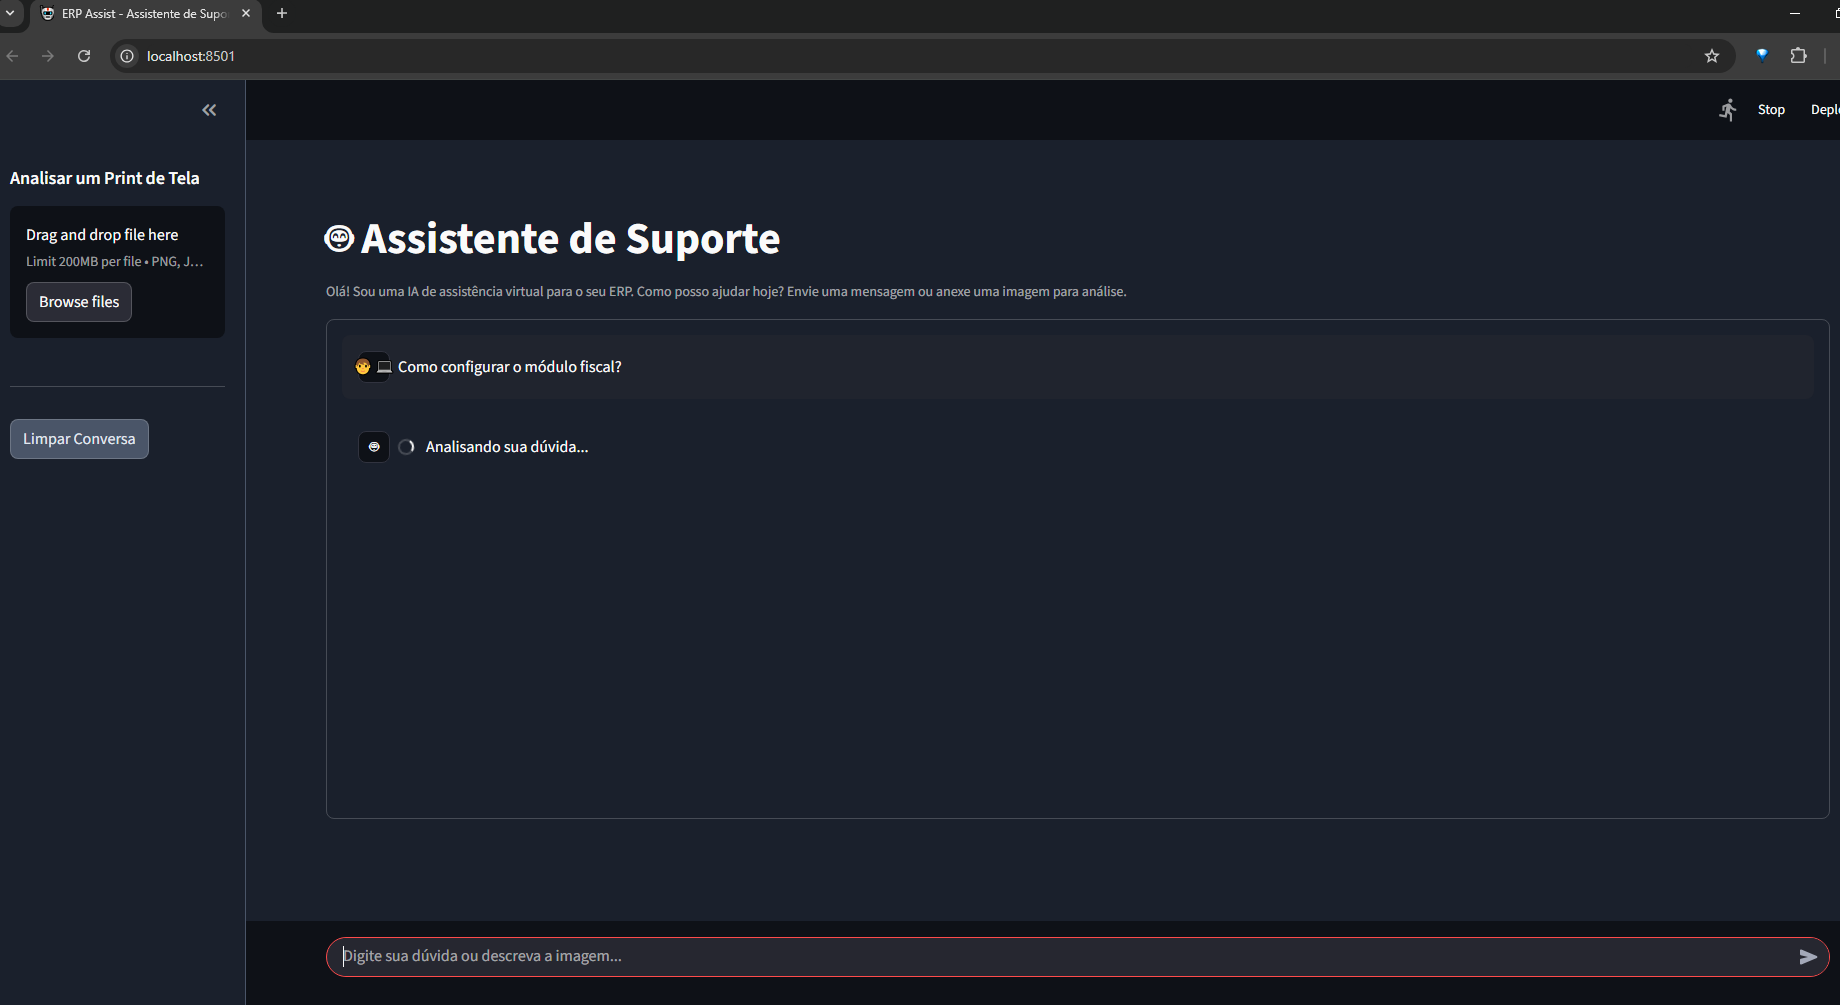 ERP Assist - Assistente de Supo
localhost:8501
Stop
Deplo
Analisar um Print de Tela
Drag and drop file here
Limit 200MB per file • PNG, J...
Browse files
Limpar Conversa
Assistente de Suporte
Olá! Sou uma IA de assistência virtual para o seu ERP. Como posso ajudar hoje? Envie uma mensagem ou anexe uma imagem para análise.
Como configurar o módulo fiscal?
Analisando sua dúvida...
Digite sua dúvida ou descreva a imagem...